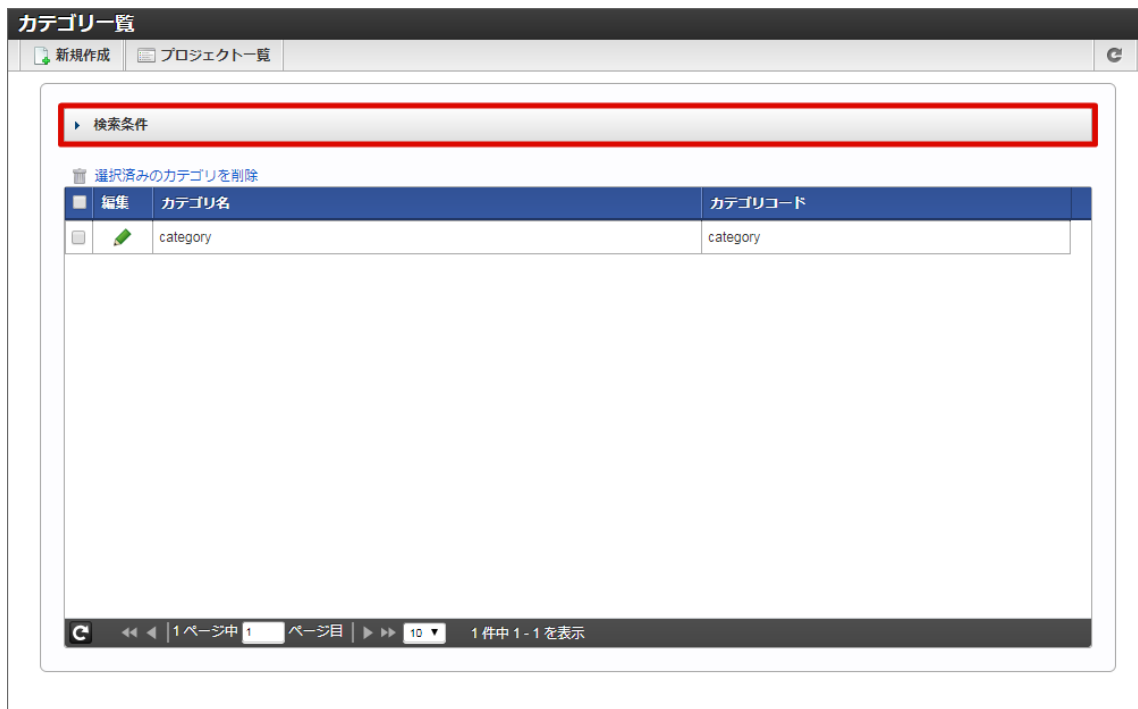 カテゴリ一覧
新規作成 プロジェクト一覧
検索条件
選択済みのカテゴリを削除
編集 カテゴリ名 カテゴリコード
category category
1 ページ中 1 ページ目 10 1 件中 1 - 1 を表示